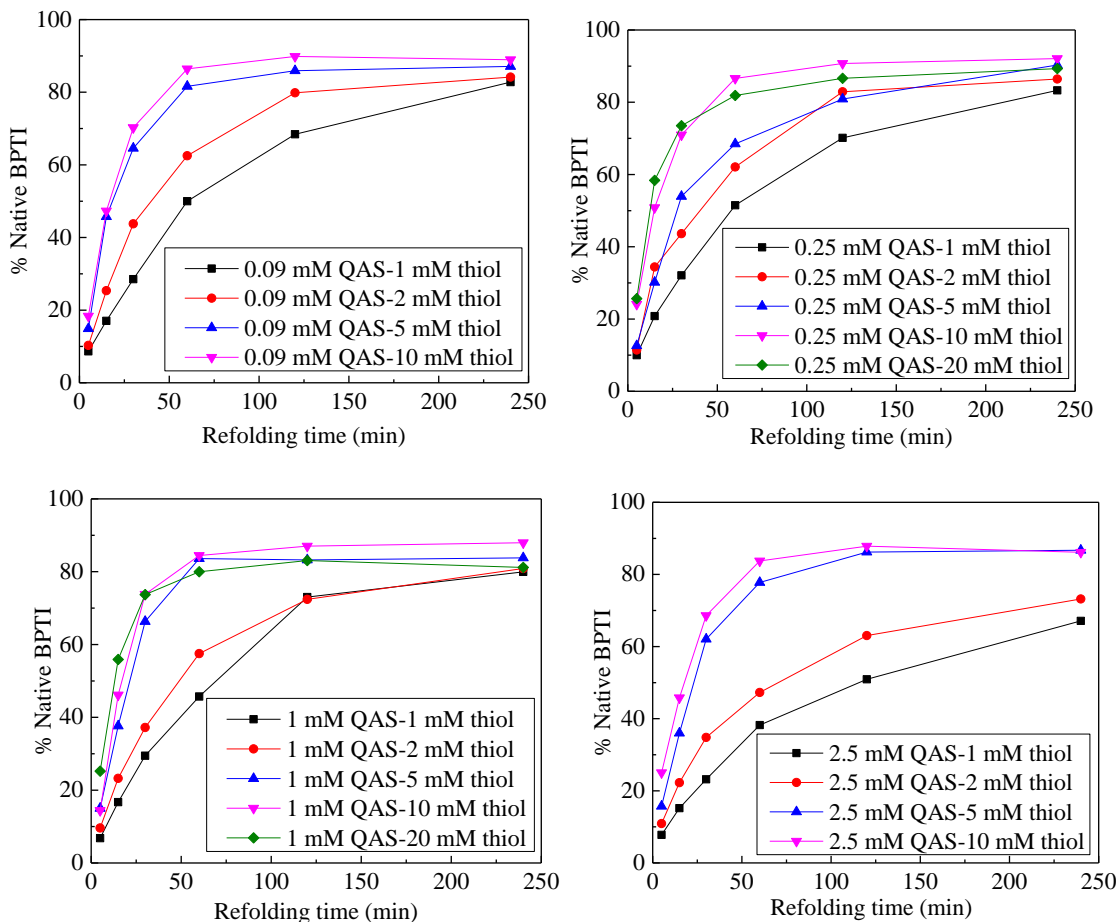 100
80
60
40
20
0
% Native BPTI
0.09 mM QAS-1 mM thiol
0.09 mM QAS-2 mM thiol
0.09 mM QAS-5 mM thiol
0.09 mM QAS-10 mM thiol
0 50 100 150 200 250
Refolding time (min)
100
80
60
40
20
0
% Native BPTI
0.25 mM QAS-1 mM thiol
0.25 mM QAS-2 mM thiol
0.25 mM QAS-5 mM thiol
0.25 mM QAS-10 mM thiol
0.25 mM QAS-20 mM thiol
0 50 100 150 200 250
Refolding time (min)
100
80
60
40
20
0
% Native BPTI
1 mM QAS-1 mM thiol
1 mM QAS-2 mM thiol
1 mM QAS-5 mM thiol
1 mM QAS-10 mM thiol
1 mM QAS-20 mM thiol
0 50 100 150 200 250
Refolding time (min)
100
80
60
40
20
0
% Native BPTI
2.5 mM QAS-1 mM thiol
2.5 mM QAS-2 mM thiol
2.5 mM QAS-5 mM thiol
2.5 mM QAS-10 mM thiol
0 50 100 150 200 250
Refolding time (min)